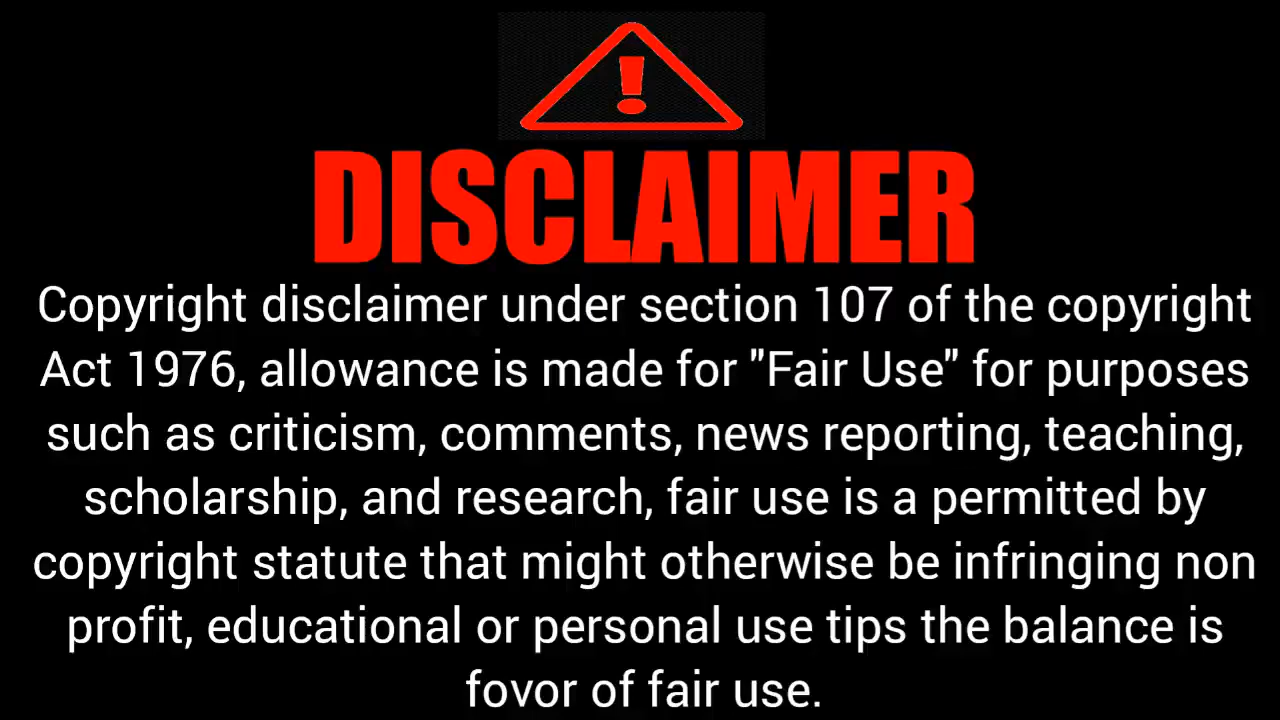 DISCLAIMER
Copyright disclaimer under section 107 of the copyright
Act 1976, allowance is made for "Fair Use" for purposes
such as criticism, comments, news reporting, teaching,
scholarship, and research, fair use is a permitted by
copyright statute that might otherwise be infringing non
profit, educational or personal use tips the balance is
fovor of fair use.